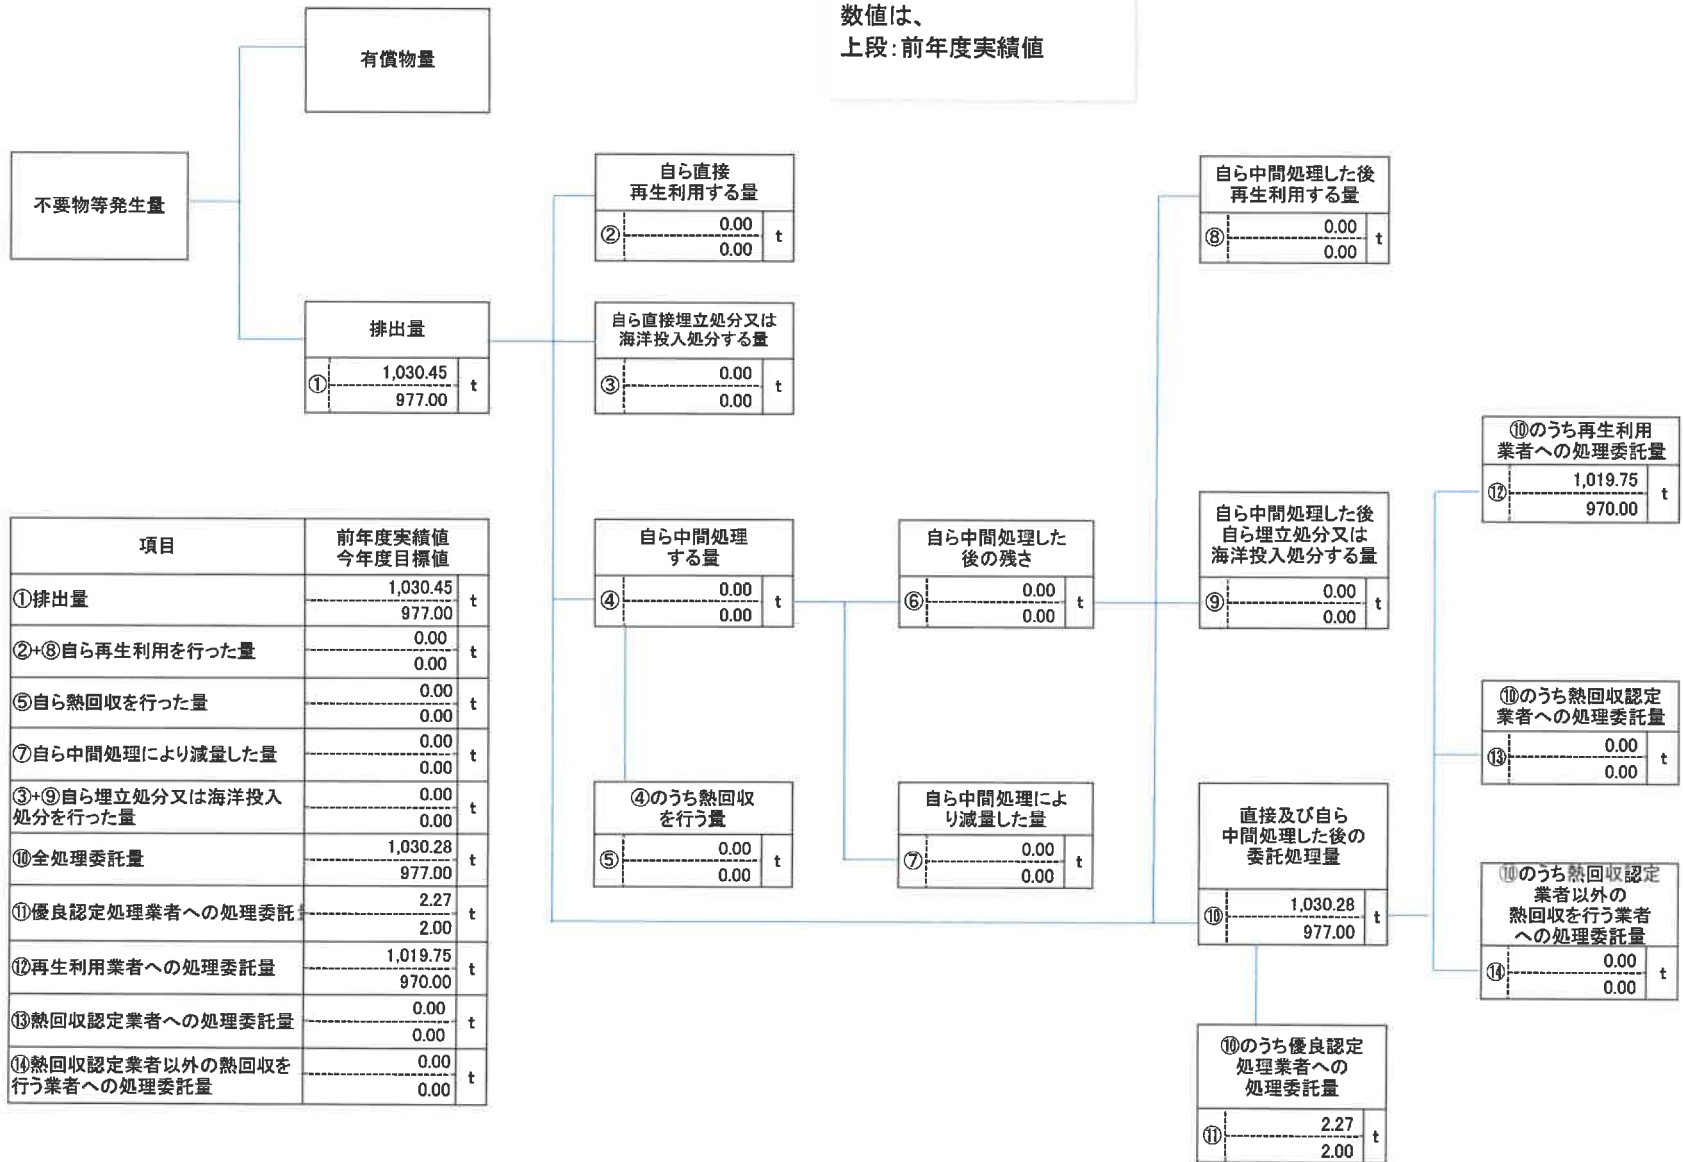 数値は、
上段:前年度実績値
有償物量
不要物等発生量
排出量
① 1,030.45 t
977.00
自ら直接
再生利用する量
② 0.00 t
0.00
自ら直接埋立処分又は
海洋投入処分する量
③ 0.00 t
0.00
自ら中間処理
する量
④ 0.00 t
0.00
④のうち熱回収
を行う量
⑤ 0.00 t
0.00
自ら中間処理した
後の残さ
⑥ 0.00 t
0.00
自ら中間処理によ
り減量した量
⑦ 0.00 t
0.00
自ら中間処理した後
再生利用する量
⑧ 0.00 t
0.00
自ら中間処理した後
自ら埋立処分又は
海洋投入処分する量
⑨ 0.00 t
0.00
直接及び自ら
中間処理した後の
委託処理量
⑩ 1,030.28 t
977.00
⑩のうち優良認定
処理業者への
処理委託量
⑪ 2.27 t
2.00
⑩のうち再生利用
業者への処理委託量
⑫ 1,019.75 t
970.00
⑩のうち熱回収認定
業者への処理委託量
⑬ 0.00 t
0.00
⑩のうち熱回収認定
業者以外の
熱回収を行う業者
への処理委託量
⑭ 0.00 t
0.00
項目 前年度実績値
今年度目標値
①排出量 1,030.45 t
977.00
②+⑧自ら再生利用を行った量 0.00 t
0.00
⑤自ら熱回収を行った量 0.00 t
0.00
⑦自ら中間処理により減量した量 0.00 t
0.00
③+⑨自ら埋立処分又は海洋投入
処分を行った量 0.00 t
0.00
⑩全処理委託量 1,030.28 t
977.00
⑪優良認定処理業者への処理委託 2.27 t
2.00
⑫再生利用業者への処理委託量 1,019.75 t
970.00
⑬熱回収認定業者への処理委託量 0.00 t
0.00
⑭熱回収認定業者以外の熱回収を
行う業者への処理委託量 0.00 t
0.00